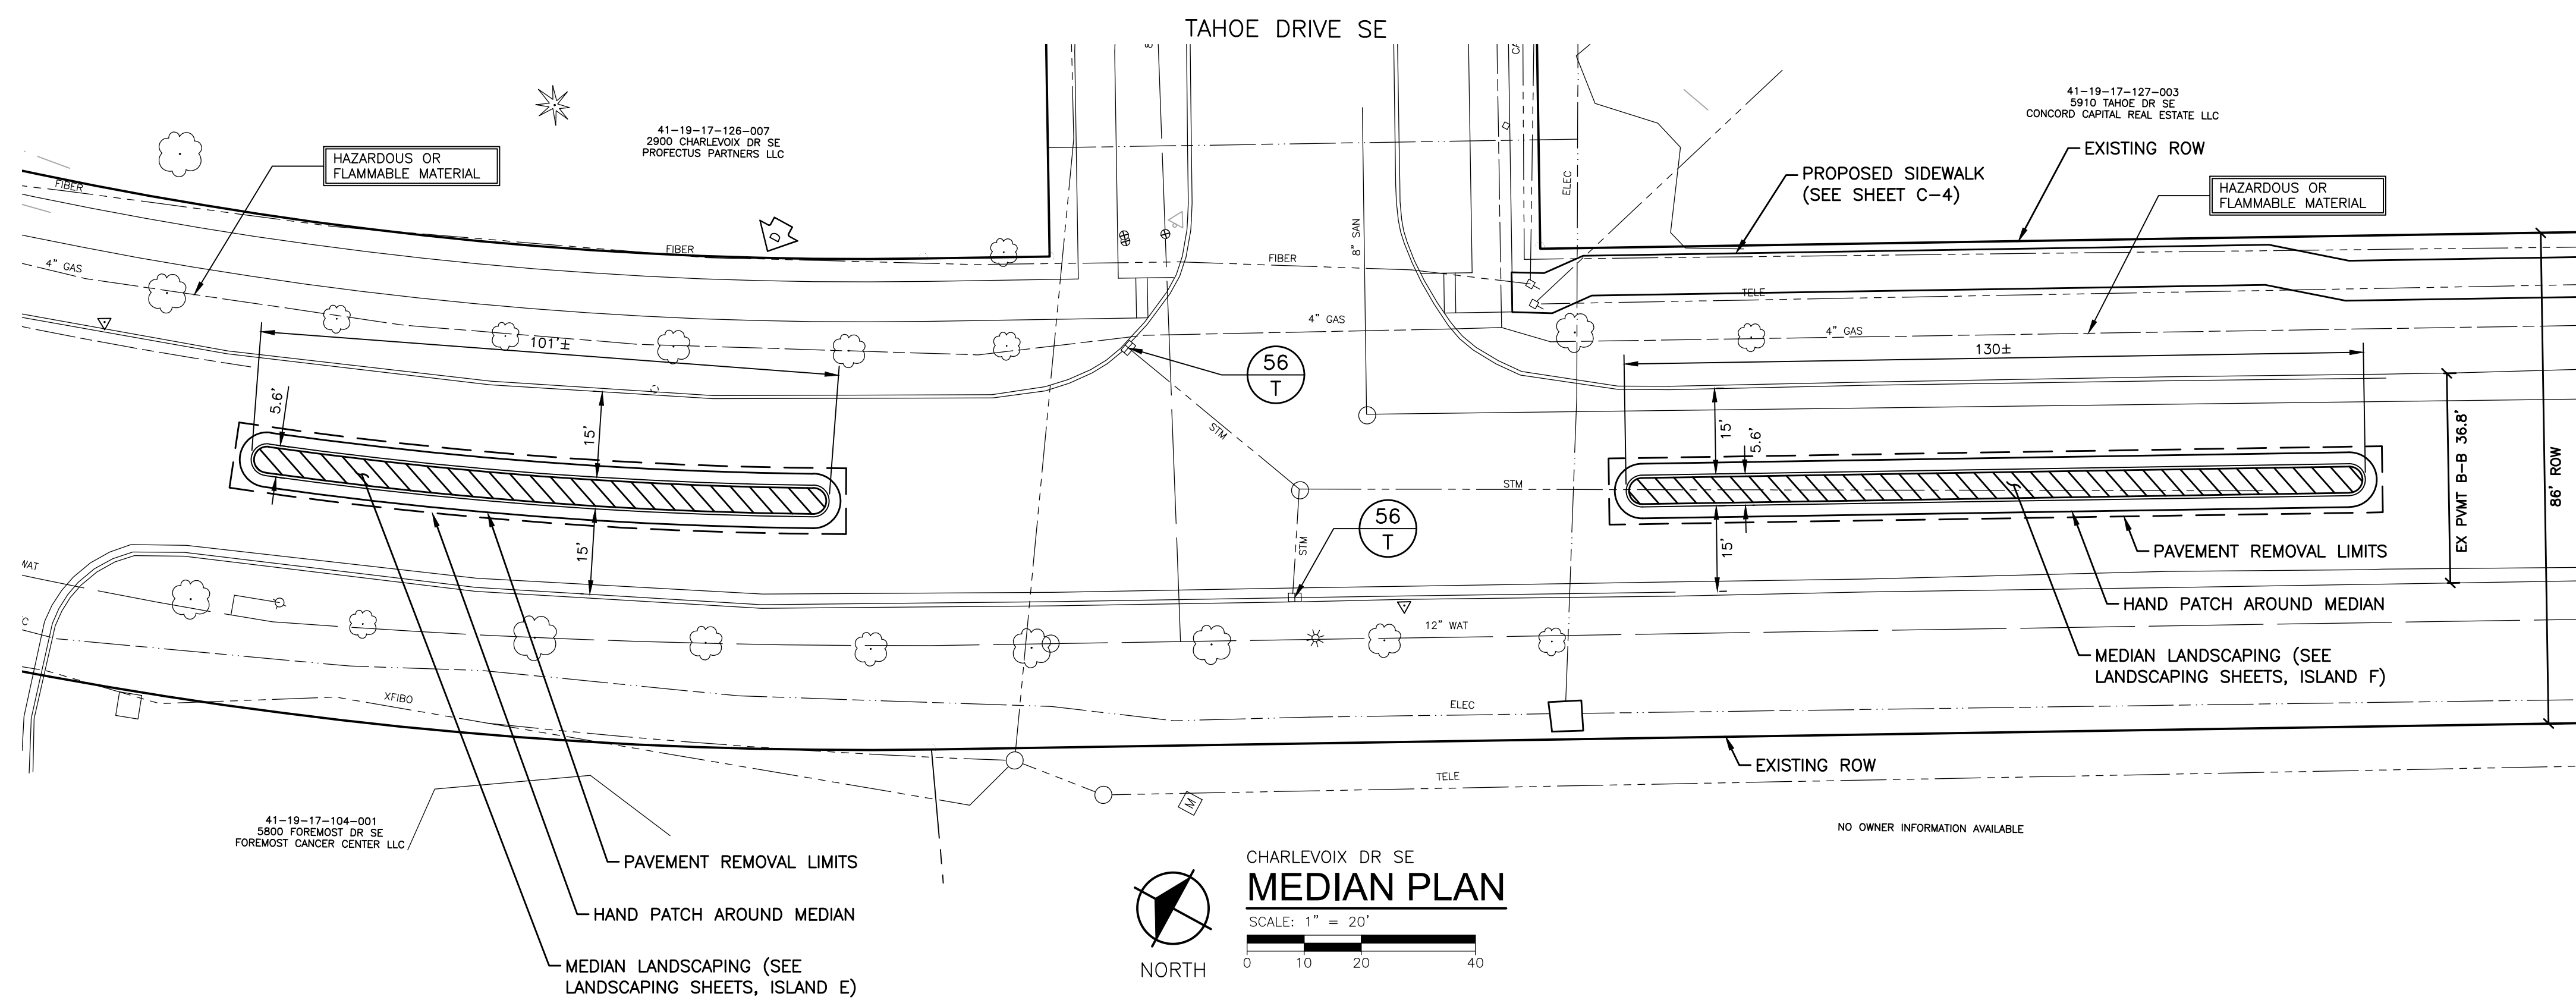 TAHOE DRIVE SE
41-19-17-126-007
2900 CHARLEVOIX DR SE
PROFECTUS PARTNERS LLC
41-19-17-127-003
5910 TAHOE DR SE
CONCORD CAPITAL REAL ESTATE LLC
HAZARDOUS OR
FLAMMABLE MATERIAL
EXISTING ROW
PROPOSED SIDEWALK
(SEE SHEET C-4)
HAZARDOUS OR
FLAMMABLE MATERIAL
FIBER
FIBER
FIBER
ELEC
8" SAN
D
4" GAS
TELE
4" GAS
4" GAS
101'±
130±
56
T
5.6'
15'
15'
5.6'
EX PVMT B-B 36.8'
86' ROW
STM
STM
STM
56
T
15'
15'
PAVEMENT REMOVAL LIMITS
HAND PATCH AROUND MEDIAN
MEDIAN LANDSCAPING (SEE
LANDSCAPING SHEETS, ISLAND F)
WAT
12" WAT
C
XFIBO
ELEC
EXISTING ROW
TELE
M
41-19-17-104-001
5800 FOREMOST DR SE
FOREMOST CANCER CENTER LLC
NO OWNER INFORMATION AVAILABLE
PAVEMENT REMOVAL LIMITS
HAND PATCH AROUND MEDIAN
MEDIAN LANDSCAPING (SEE
LANDSCAPING SHEETS, ISLAND E)
NORTH
CHARLEVOIX DR SE
MEDIAN PLAN
SCALE: 1" = 20'
0 10 20 40